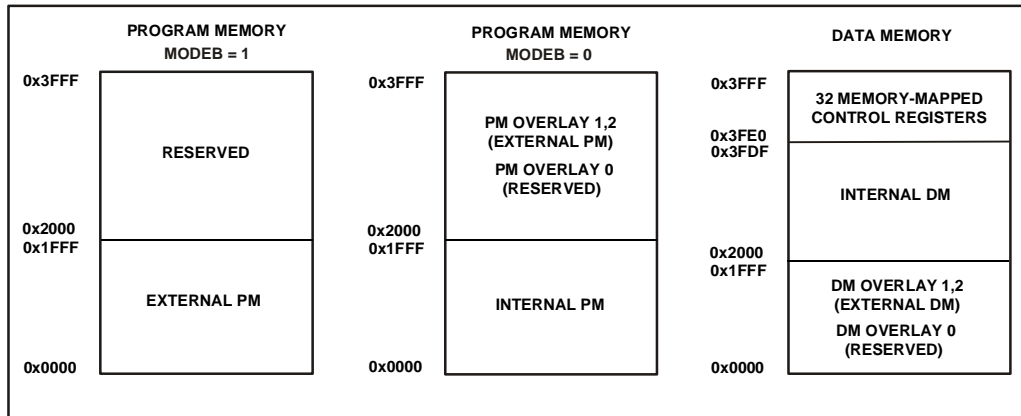 PROGRAM MEMORY
MODEB = 1
0x3FFF
RESERVED
0x2000
0x1FFF
EXTERNAL PM
0x0000
PROGRAM MEMORY
MODEB = 0
0x3FFF
PM OVERLAY 1,2
(EXTERNAL PM)
PM OVERLAY 0
(RESERVED)
0x2000
0x1FFF
INTERNAL PM
0x0000
DATA MEMORY
0x3FFF
32 MEMORY-MAPPED
CONTROL REGISTERS
0x3FE0
0x3FDF
INTERNAL DM
0x2000
0x1FFF
DM OVERLAY 1,2
(EXTERNAL DM)
DM OVERLAY 0
(RESERVED)
0x0000